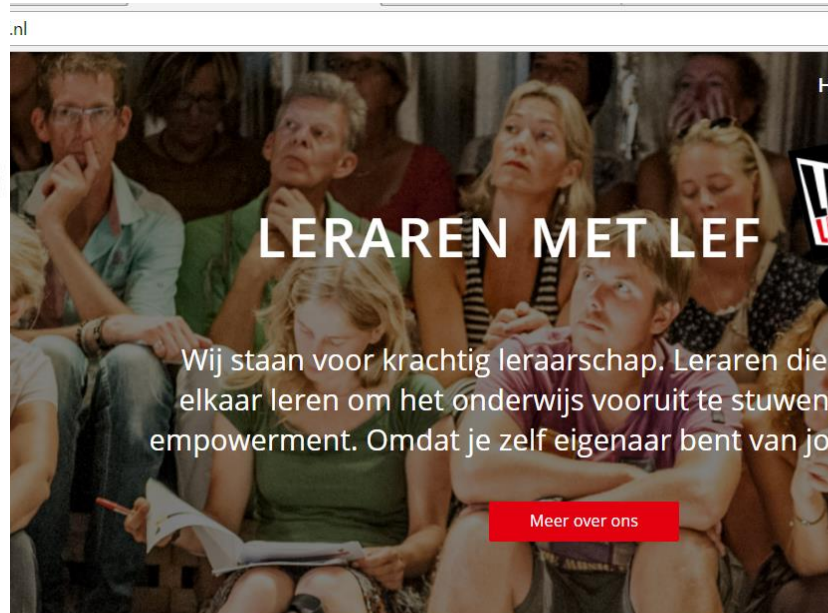 .nl
H
LERAREN MET LEF
Wij staan voor krachtig leraarschap. Leraren die
elkaar leren om het onderwijs vooruit te stuwen
empowerment. Omdat je zelf eigenaar bent van jo
Meer over ons